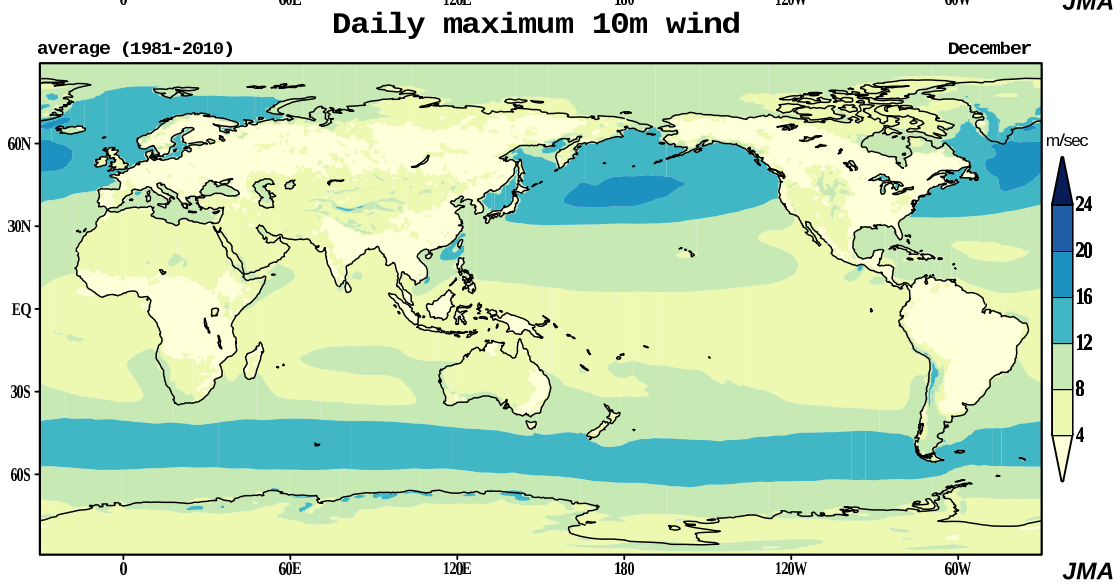 0 60E 120E 180 120W 60W JMA
Daily maximum 10m wind
average (1981-2010) December
m/sec
60N
30N
EQ
30S
60S
24
20
16
12
8
4
0 60E 120E 180 120W 60W
JMA